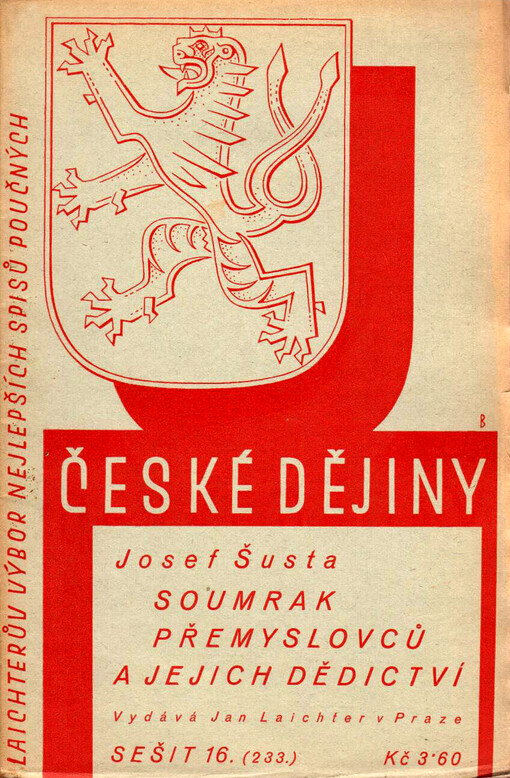 LAICHTERŮV VÝBOR NEJLEPŠÍCH SPISŮ POUČNÝCH
B
ČESKÉ DĚJINY
Josef Šusta
SOUMRAK
PŘEMYSLOVCŮ
A JEJICH DĚDICTVÍ
Vydává Jan Laichter v Praze
SEŠIT 16. (233.) Kč 3·60